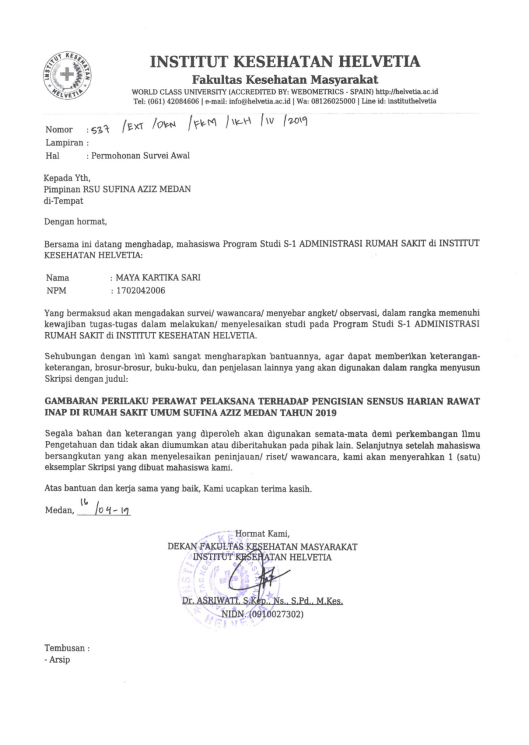 INSTITUT KESEHATAN
HELVETIA
INSTITUT KESEHATAN HELVETIA
Fakultas Kesehatan Masyarakat
WORLD CLASS UNIVERSITY (ACCREDITED BY: WEBOMETRICS - SPAIN) http://helvetia.ac.id
Tel: (061) 42084606 | e-mail: info@helvetia.ac.id | Wa: 08126025000 | Line id: instituthelvetia
Nomor : 537 /EXT /DKN /FKM /IKH /IV /2019
Lampiran :
Hal : Permohonan Survei Awal
Kepada Yth,
Pimpinan RSU SUFINA AZIZ MEDAN
di-Tempat
Dengan hormat,
Bersama ini datang menghadap, mahasiswa Program Studi S-1 ADMINISTRASI RUMAH SAKIT di INSTITUT
KESEHATAN HELVETIA:
Nama : MAYA KARTIKA SARI
NPM : 1702042006
Yang bermaksud akan mengadakan survei/ wawancara/ menyebar angket/ observasi, dalam rangka memenuhi
kewajiban tugas-tugas dalam melakukan/ menyelesaikan studi pada Program Studi S-1 ADMINISTRASI
RUMAH SAKIT di INSTITUT KESEHATAN HELVETIA.
Sehubungan dengan ini kami sangat mengharapkan bantuannya, agar dapat memberikan keterangan-
keterangan, brosur-brosur, buku-buku, dan penjelasan lainnya yang akan digunakan dalam rangka menyusun
Skripsi dengan judul:
GAMBARAN PERILAKU PERAWAT PELAKSANA TERHADAP PENGISIAN SENSUS HARIAN RAWAT
INAP DI RUMAH SAKIT UMUM SUFINA AZIZ MEDAN TAHUN 2019
Segala bahan dan keterangan yang diperoleh akan digunakan semata-mata demi perkembangan Ilmu
Pengetahuan dan tidak akan diumumkan atau diberitahukan pada pihak lain. Selanjutnya setelah mahasiswa
bersangkutan yang akan menyelesaikan peninjauan/ riset/ wawancara, kami akan menyerahkan 1 (satu)
eksemplar Skripsi yang dibuat mahasiswa kami.
Atas bantuan dan kerja sama yang baik, Kami ucapkan terima kasih.
Medan, 16 /04-19
Hormat Kami,
DEKAN FAKULTAS KESEHATAN MASYARAKAT
INSTITUT KESEHATAN HELVETIA
Dr. ASRIWATI, S.Kep., Ns., S.Pd., M.Kes.
NIDN. (0910027302)
Tembusan :
- Arsip